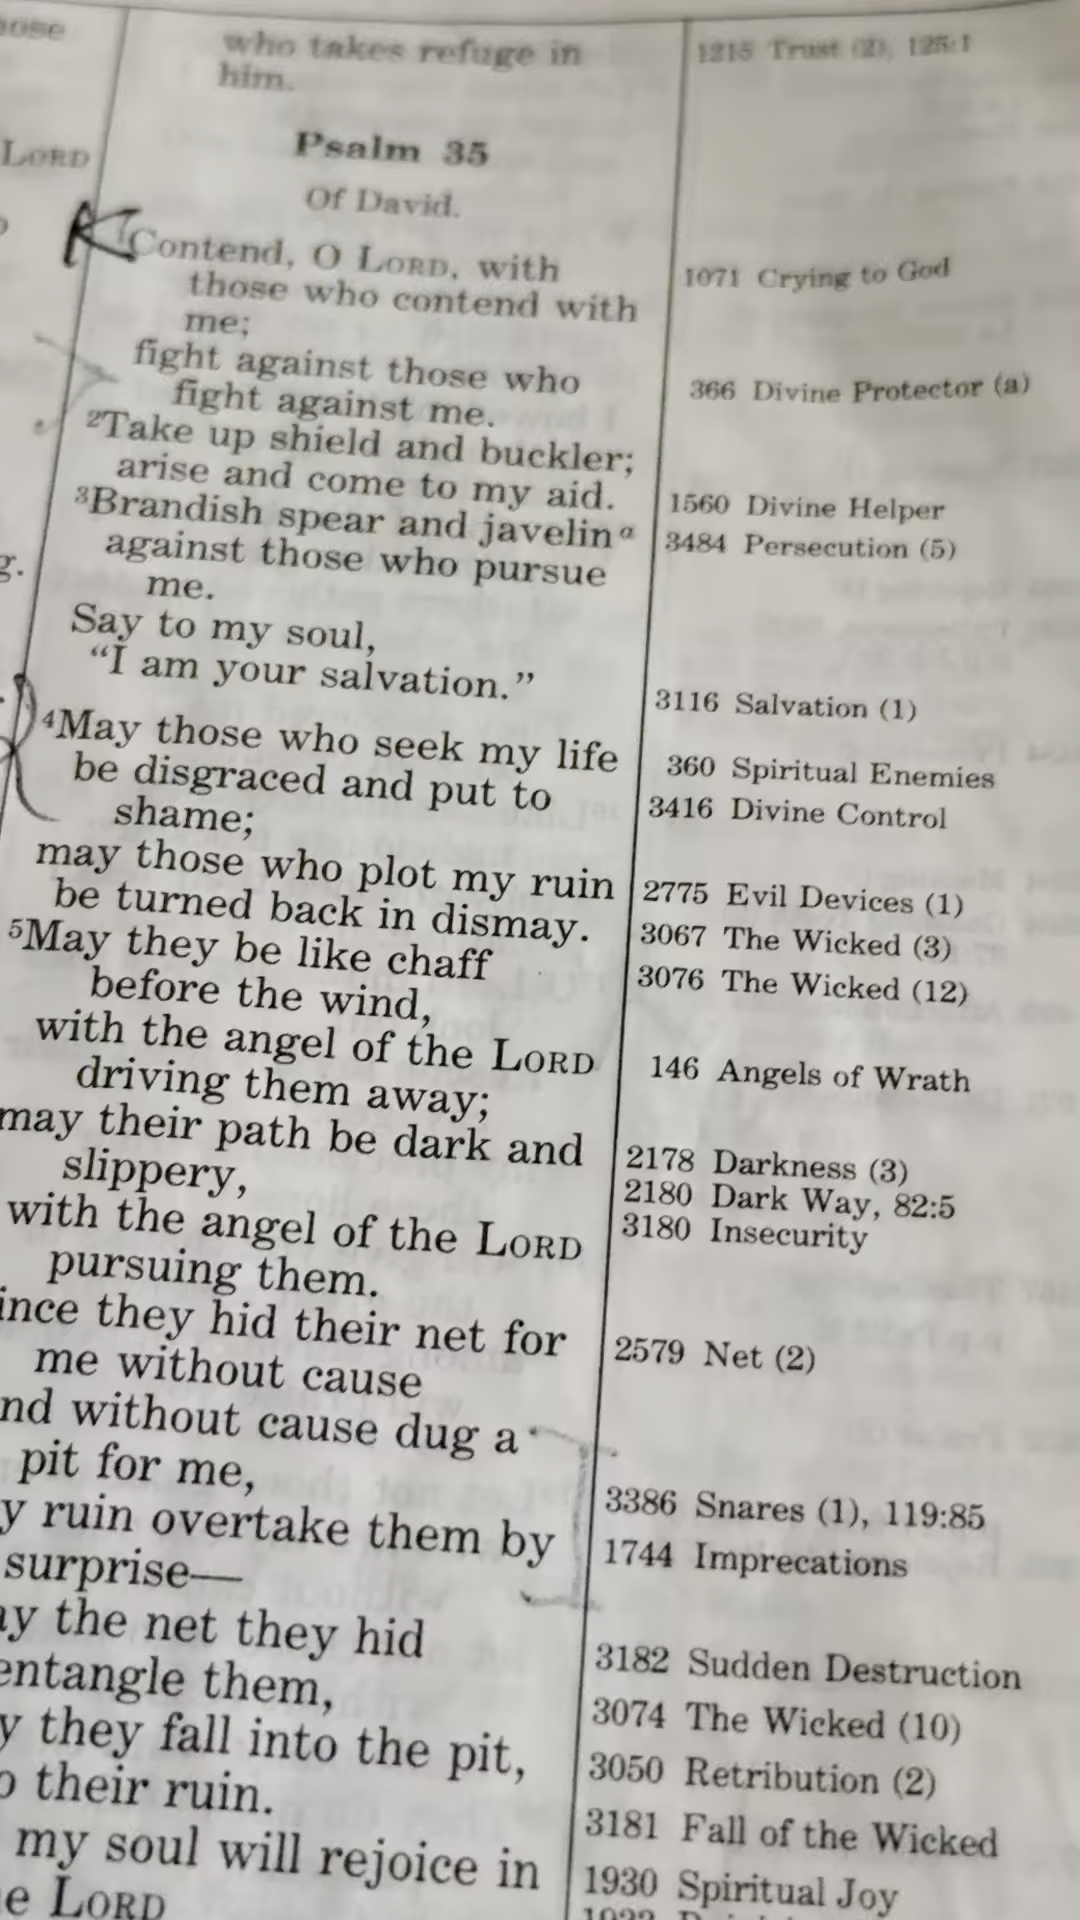 who takes refuge in
him.
Psalm 35
Of David.
Contend, O LORD, with
those who contend with
me;
fight against those who
fight against me.
2Take up shield and buckler;
arise and come to my aid.
3Brandish spear and javelin a
against those who pursue
me.
Say to my soul,
“I am your salvation.”
4May those who seek my life
be disgraced and put to
shame;
may those who plot my ruin
be turned back in dismay.
5May they be like chaff
before the wind,
with the angel of the LORD
driving them away;
may their path be dark and
slippery,
with the angel of the LORD
pursuing them.
ince they hid their net for
me without cause
nd without cause dug a
pit for me,
y ruin overtake them by
surprise—
ay the net they hid
entangle them,
y they fall into the pit,
o their ruin.
my soul will rejoice in
e LORD
1315 Trust (2), 125:1
1071 Crying to God
366 Divine Protector (a)
1560 Divine Helper
3484 Persecution (5)
3116 Salvation (1)
360 Spiritual Enemies
3416 Divine Control
2775 Evil Devices (1)
3067 The Wicked (3)
3076 The Wicked (12)
146 Angels of Wrath
2178 Darkness (3)
2180 Dark Way, 82:5
3180 Insecurity
2579 Net (2)
3386 Snares (1), 119:85
1744 Imprecations
3182 Sudden Destruction
3074 The Wicked (10)
3050 Retribution (2)
3181 Fall of the Wicked
1930 Spiritual Joy
LORD
g.